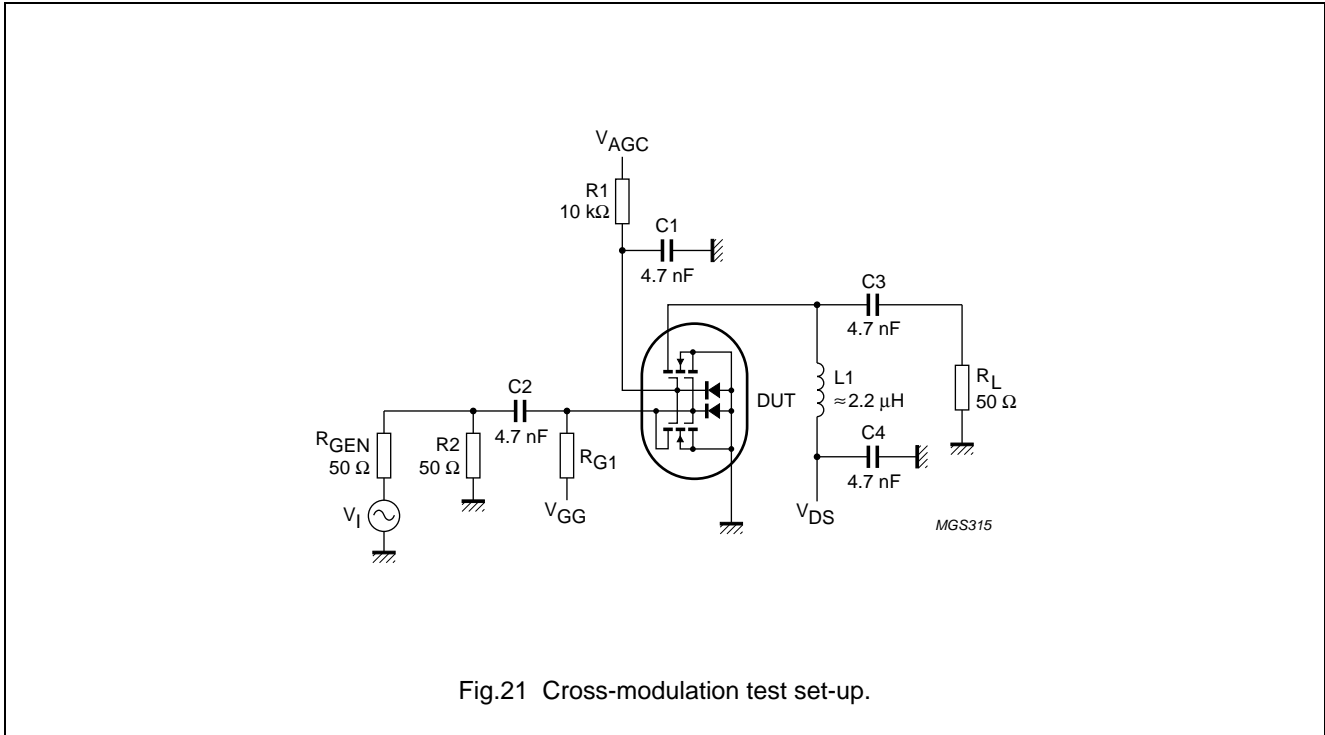 VAGC
R1
10 kΩ
C1
4.7 nF
C3
4.7 nF
C2
4.7 nF
DUT
L1
≈2.2 μH
RL
50 Ω
RGEN
50 Ω
R2
50 Ω
RG1
C4
4.7 nF
VI
VGG
VDS
MGS315
Fig.21 Cross-modulation test set-up.